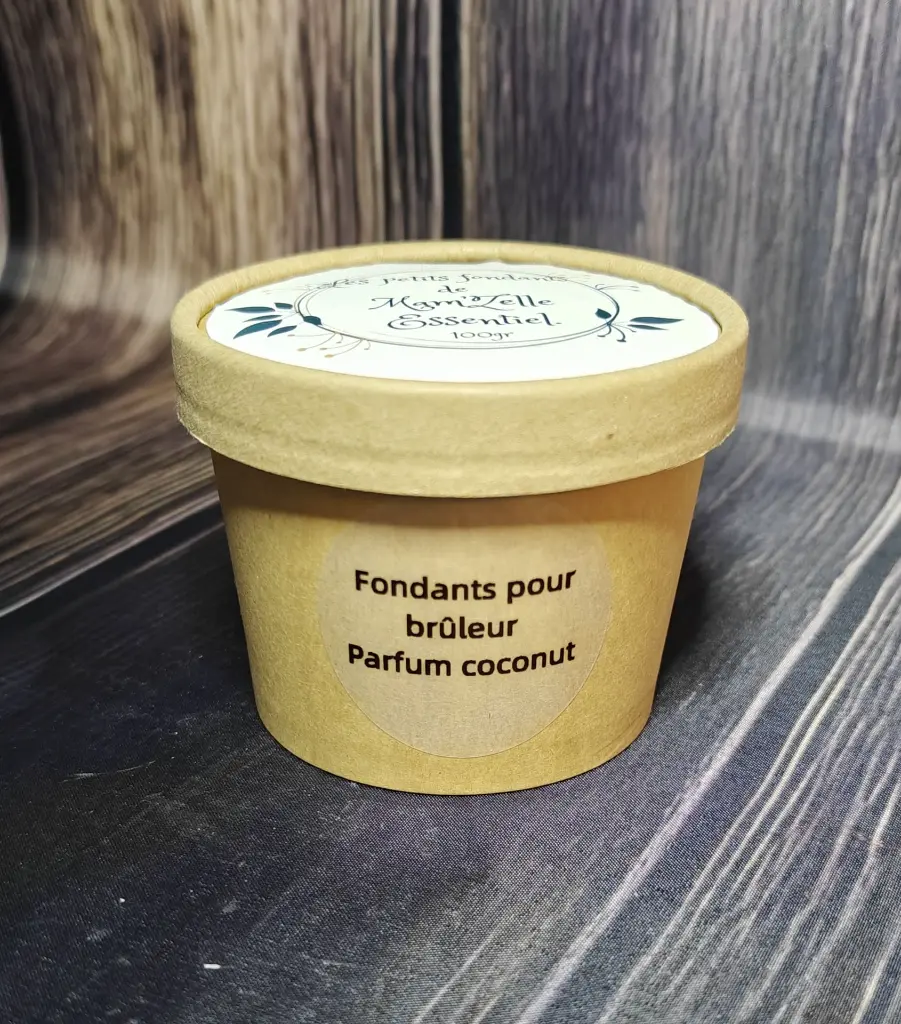 Les Petits fondants
de
Mam'Zelle
Essentiel.
100gr
Fondants pour
brûleur
Parfum coconut